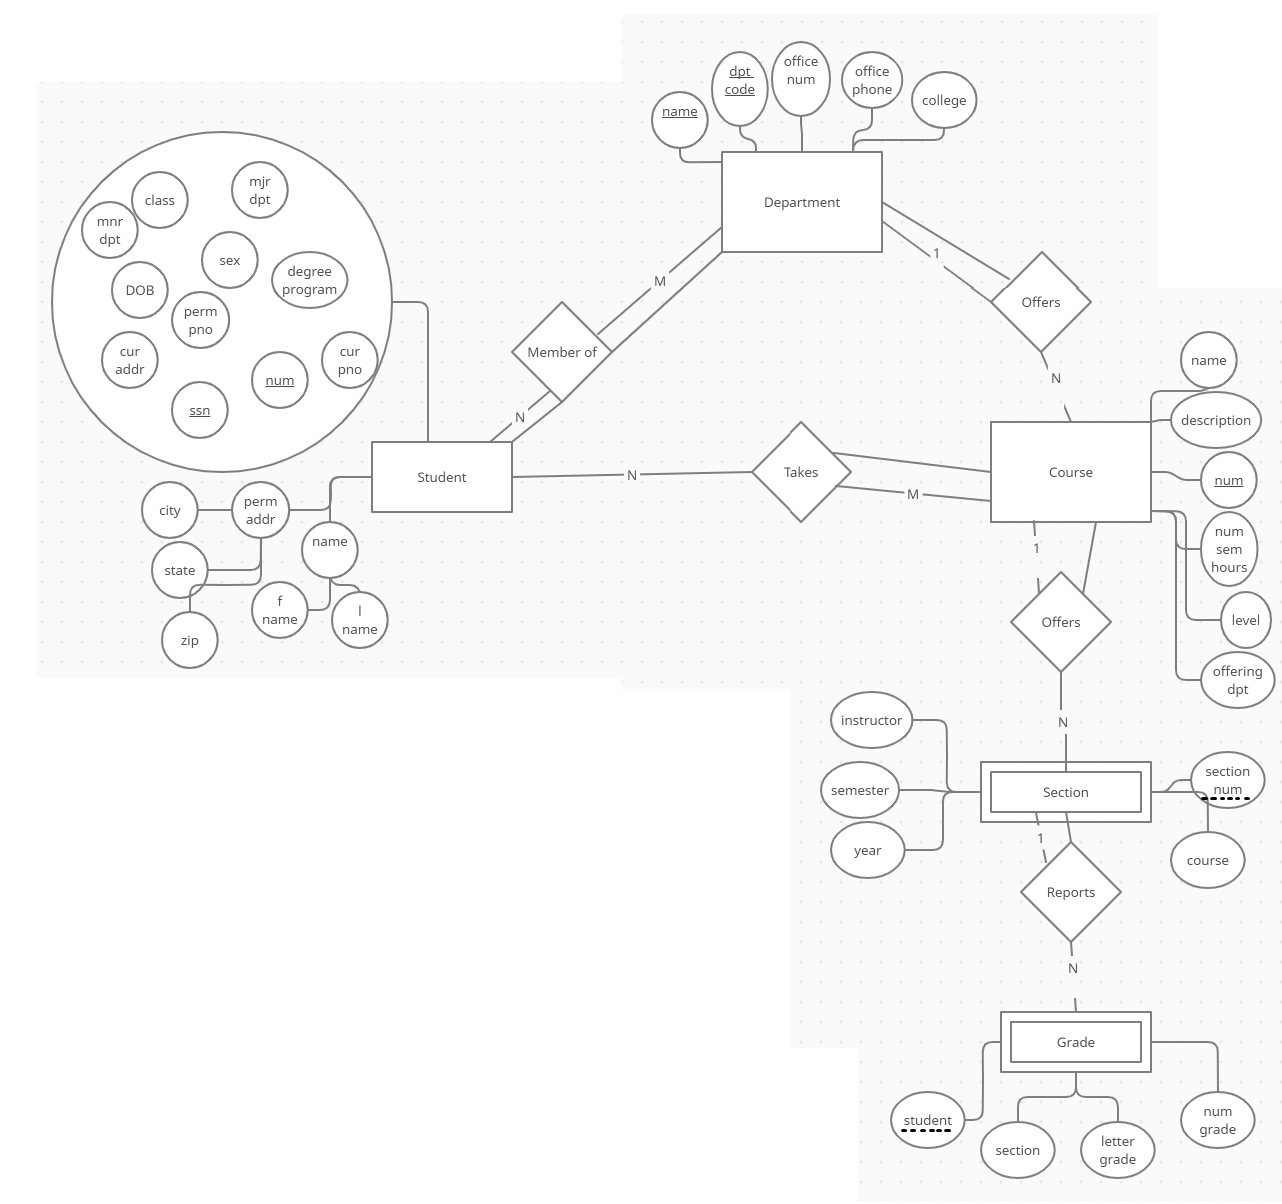 name
dpt
code
office
num
office
phone
college
Department
class
mjr
dpt
mnr
dpt
sex
degree
program
DOB
perm
pno
cur
addr
num
cur
pno
ssn
M
Member of
N
1
Offers
N
Student
N
Takes
M
Course
name
description
num
num
sem
hours
level
offering
dpt
city
perm
addr
name
state
f
name
l
name
zip
1
Offers
N
instructor
semester
year
Section
section
num
course
1
Reports
N
Grade
student
section
letter
grade
num
grade